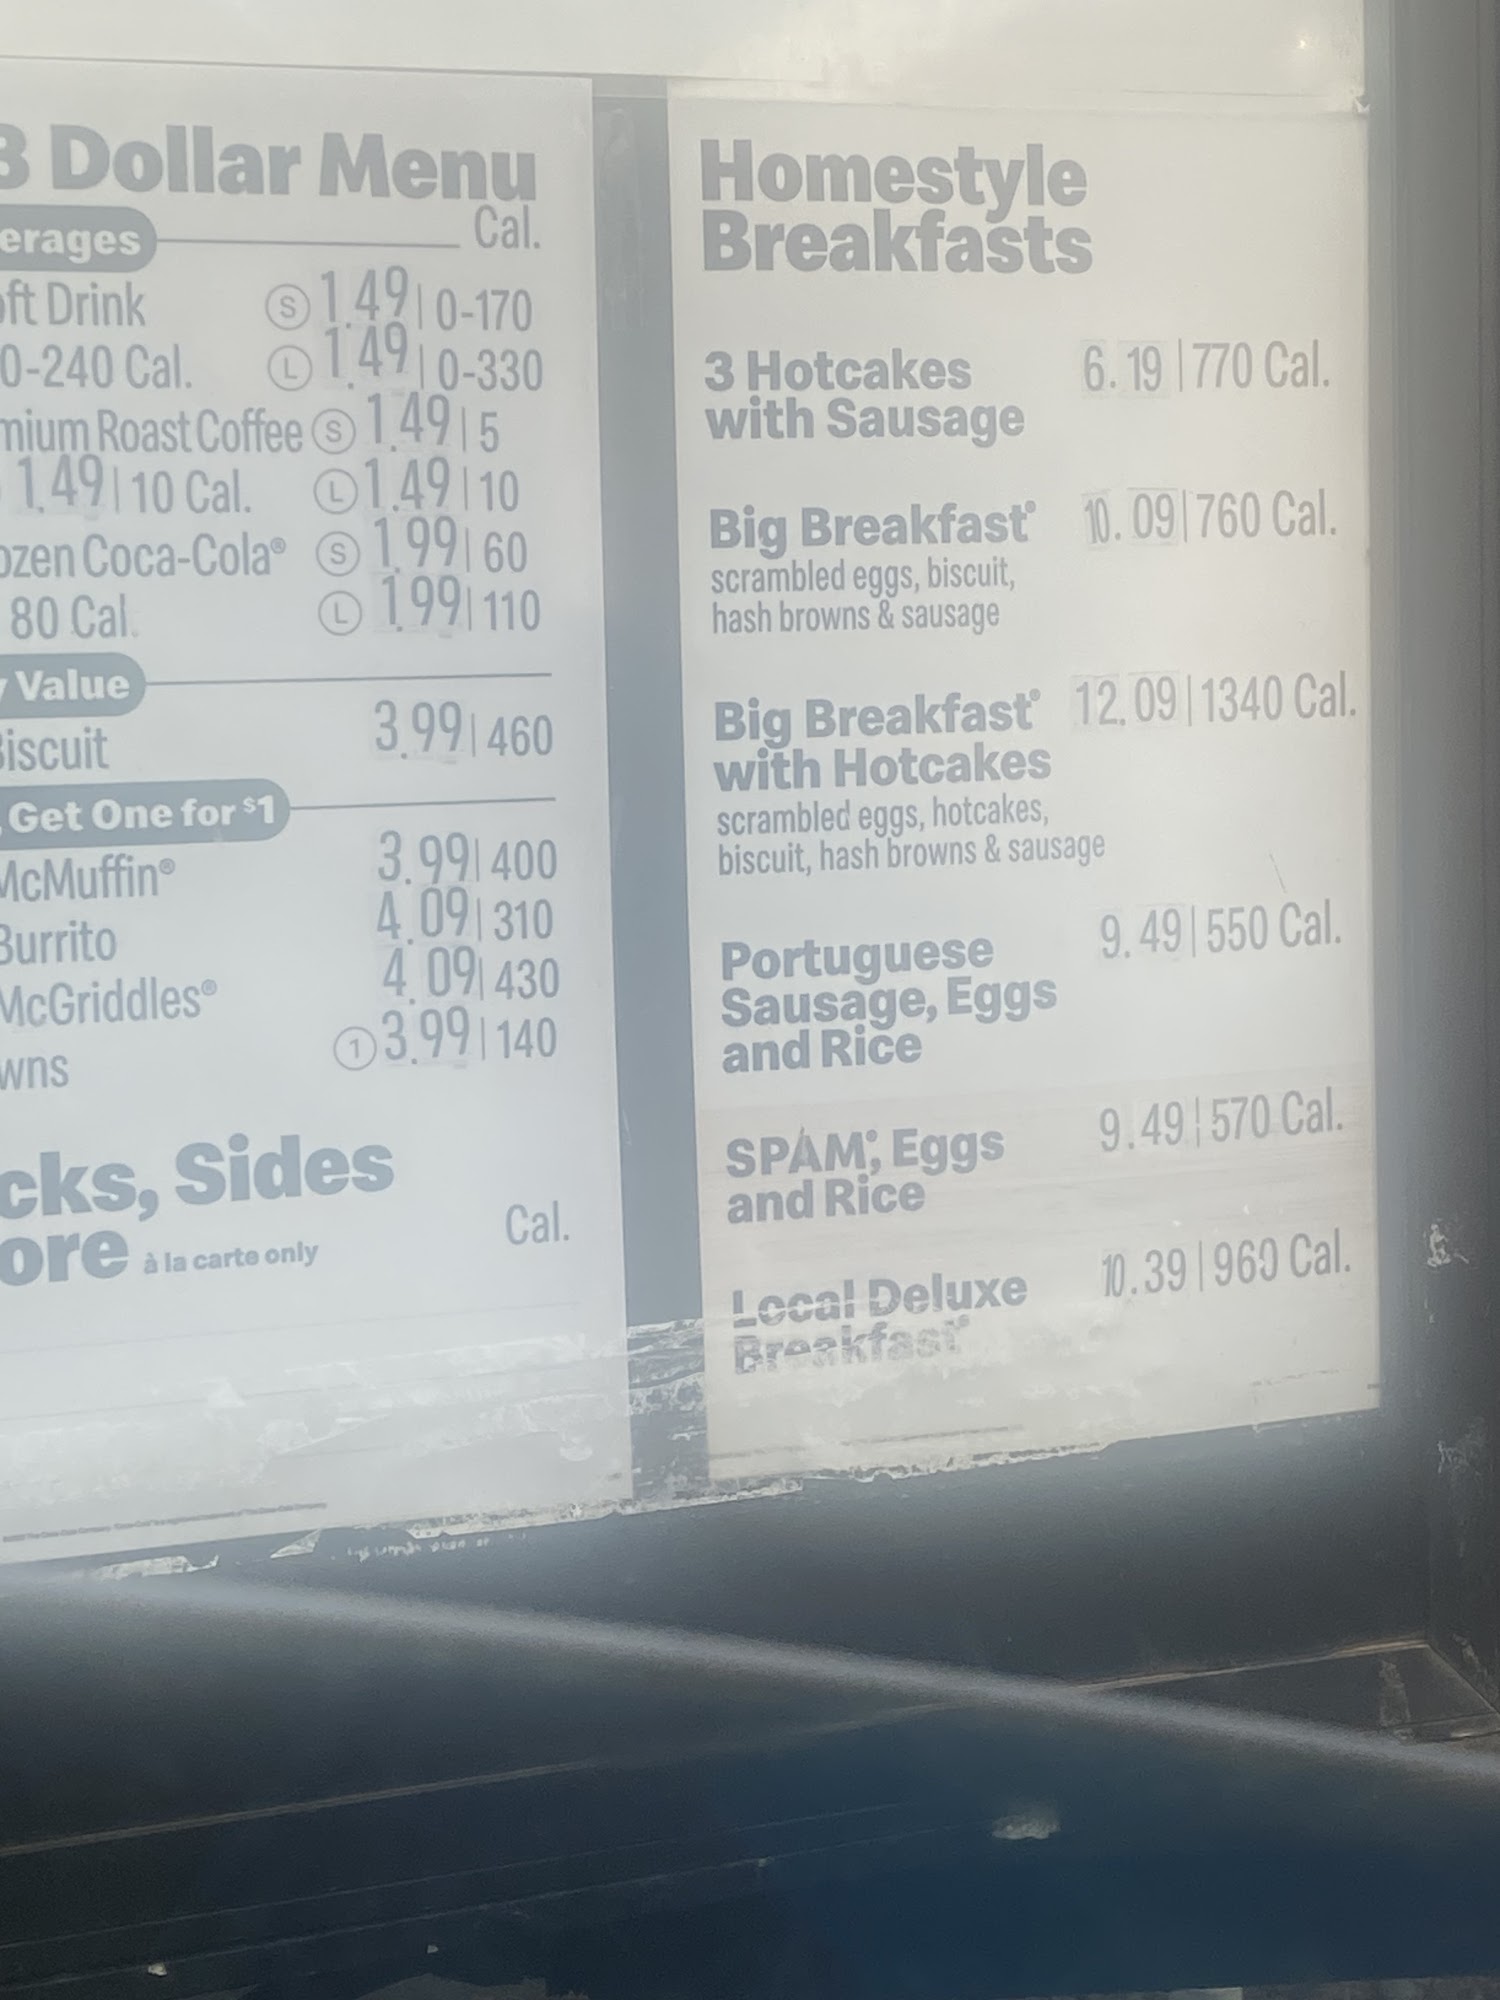 3 Dollar Menu
erages Cal.
oft Drink Ⓢ 1.49 | 0-170
0-240 Cal. Ⓛ 1.49 | 0-330
mium Roast Coffee Ⓢ 1.49 | 5
1.49 | 10 Cal. Ⓛ 1.49 | 10
ozen Coca-Cola® Ⓢ 1.99 | 60
80 Cal. Ⓛ 1.99 | 110
y Value
Biscuit 3.99 | 460
Get One for $1
McMuffin® 3.99 | 400
Burrito 4.09 | 310
McGriddles® 4.09 | 430
wns ① 3.99 | 140
cks, Sides
ore à la carte only Cal.
Homestyle
Breakfasts
3 Hotcakes 6.19 | 770 Cal.
with Sausage
Big Breakfast® 10.09 | 760 Cal.
scrambled eggs, biscuit,
hash browns & sausage
Big Breakfast® 12.09 | 1340 Cal.
with Hotcakes
scrambled eggs, hotcakes,
biscuit, hash browns & sausage
Portuguese 9.49 | 550 Cal.
Sausage, Eggs
and Rice
SPAM®, Eggs 9.49 | 570 Cal.
and Rice
Local Deluxe 10.39 | 960 Cal.
Breakfast®